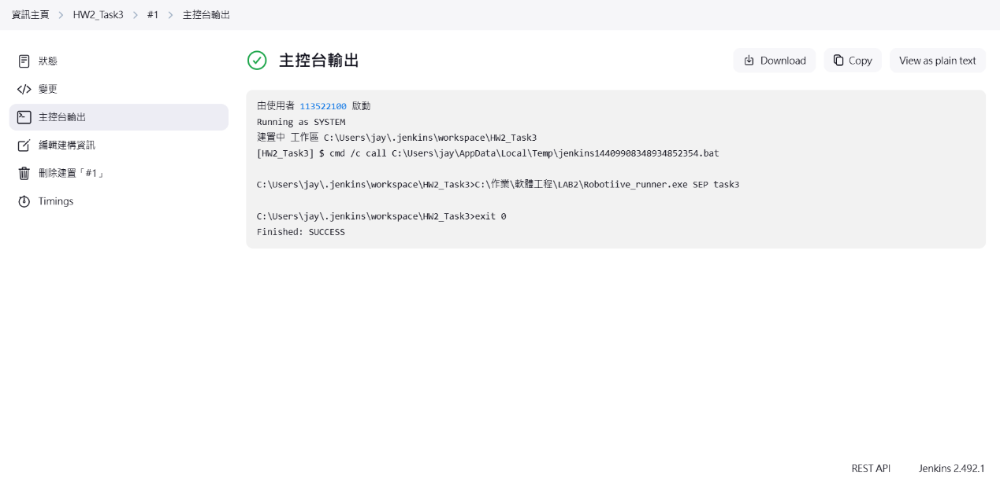 資訊主頁 > HW2_Task3 > #1 > 主控台輸出
狀態
變更
主控台輸出
編輯建構資訊
刪除建置「#1」
Timings
主控台輸出
Download
Copy
View as plain text
由使用者 113522100 啟動
Running as SYSTEM
建置中 工作區 C:\Users\jay\.jenkins\workspace\HW2_Task3
[HW2_Task3] $ cmd /c call C:\Users\jay\AppData\Local\Temp\jenkins14409908348934852354.bat
C:\Users\jay\.jenkins\workspace\HW2_Task3>C:\作業\軟體工程\LAB2\Robotiive_runner.exe SEP task3
C:\Users\jay\.jenkins\workspace\HW2_Task3>exit 0
Finished: SUCCESS
REST API
Jenkins 2.492.1